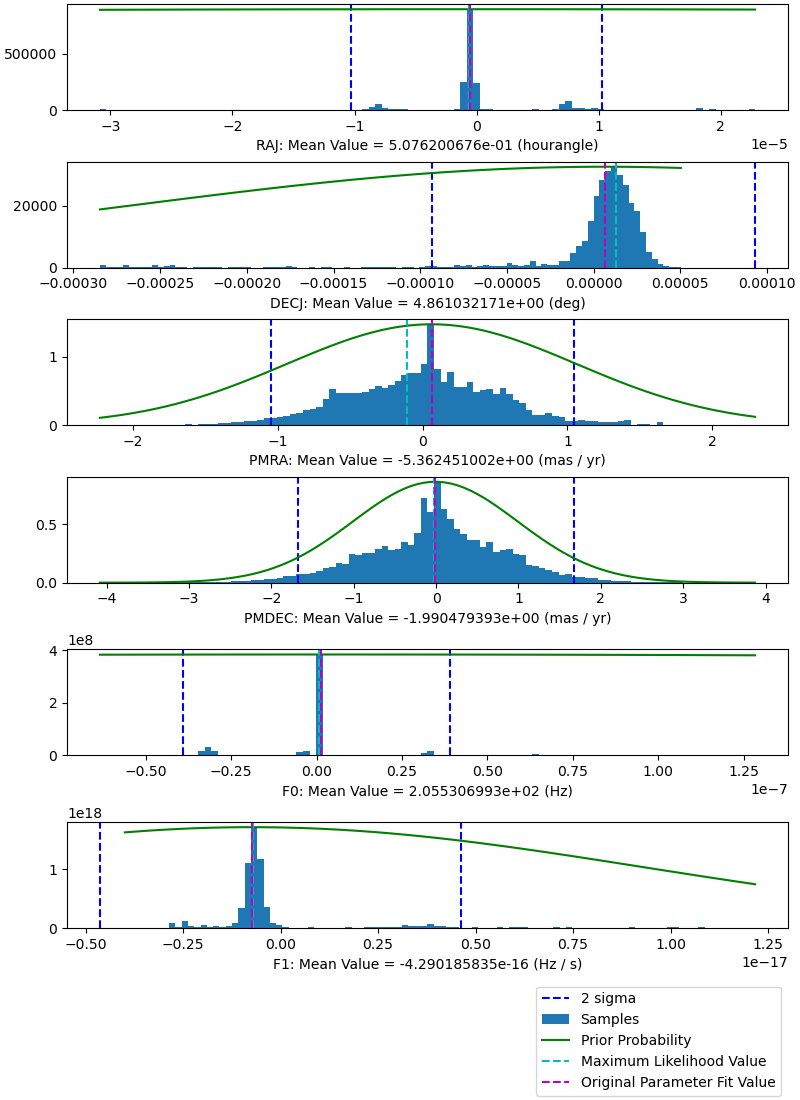 500000
0
−3 −2 −1 0 1 2
1e−5
RAJ: Mean Value = 5.076200676e-01 (hourangle)
20000
0
−0.00030 −0.00025 −0.00020 −0.00015 −0.00010 −0.00005 0.00000 0.00005 0.00010
DECJ: Mean Value = 4.861032171e+00 (deg)
1
0
−2 −1 0 1 2
PMRA: Mean Value = -5.362451002e+00 (mas / yr)
0.5
0.0
−4 −3 −2 −1 0 1 2 3 4
PMDEC: Mean Value = -1.990479393e+00 (mas / yr)
1e8
4
2
0
−0.50 −0.25 0.00 0.25 0.50 0.75 1.00 1.25
1e−7
F0: Mean Value = 2.055306993e+02 (Hz)
1e18
1
0
−0.50 −0.25 0.00 0.25 0.50 0.75 1.00 1.25
1e−17
F1: Mean Value = -4.290185835e-16 (Hz / s)
2 sigma
Samples
Prior Probability
Maximum Likelihood Value
Original Parameter Fit Value